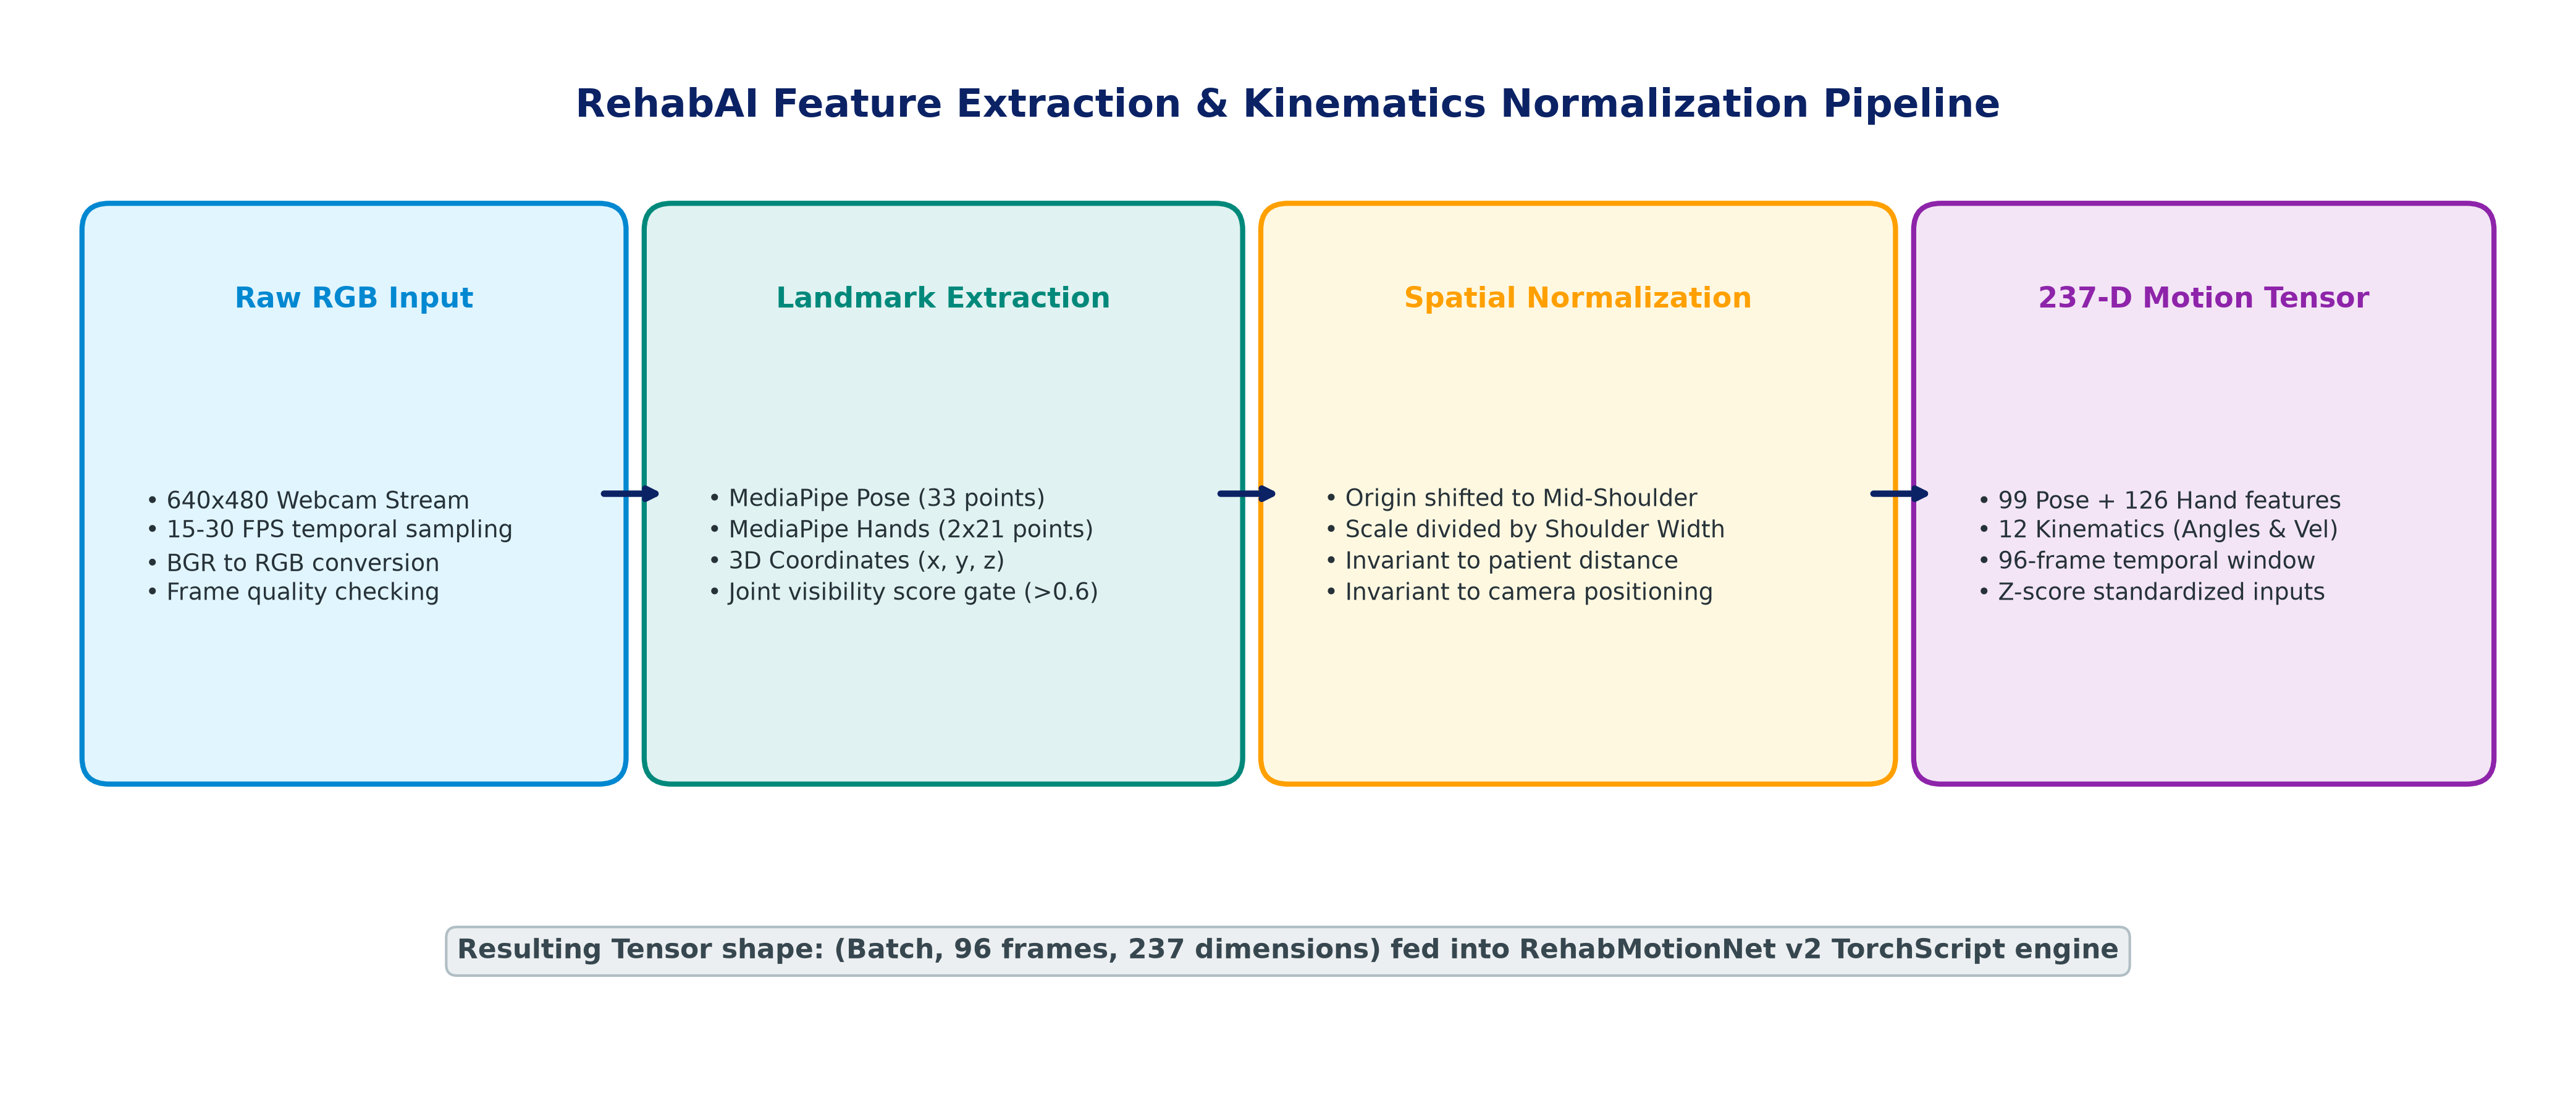 RehabAI Feature Extraction & Kinematics Normalization Pipeline
Raw RGB Input
• 640x480 Webcam Stream
• 15-30 FPS temporal sampling
• BGR to RGB conversion
• Frame quality checking
Landmark Extraction
• MediaPipe Pose (33 points)
• MediaPipe Hands (2x21 points)
• 3D Coordinates (x, y, z)
• Joint visibility score gate (>0.6)
Spatial Normalization
• Origin shifted to Mid-Shoulder
• Scale divided by Shoulder Width
• Invariant to patient distance
• Invariant to camera positioning
237-D Motion Tensor
• 99 Pose + 126 Hand features
• 12 Kinematics (Angles & Vel)
• 96-frame temporal window
• Z-score standardized inputs
Resulting Tensor shape: (Batch, 96 frames, 237 dimensions) fed into RehabMotionNet v2 TorchScript engine